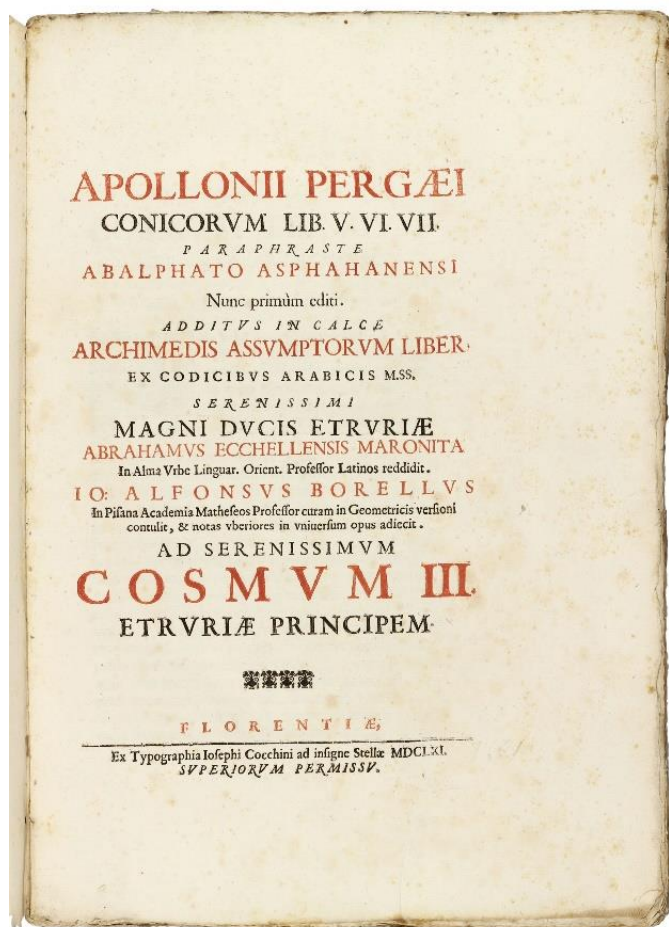 APOLLONII PERGÆI
CONICORVM LIB. V. VI. VII.
PARAPHRASTE
ABALPHATO ASPHAHANENSI
Nunc primùm editi.
ADDITVS IN CALCE
ARCHIMEDIS ASSVMPTORVM LIBER,
EX CODICIBVS ARABICIS M.SS.
SERENISSIMI
MAGNI DVCIS ETRVRIÆ
ABRAHAMVS ECCHELLENSIS MARONITA
In Alma Vrbe Linguar. Orient. Professor Latinos reddidit.
IO: ALFONSVS BORELLVS
In Pisana Academia Matheseos Professor curam in Geometricis versioni
contulit, & notas vberiores in vniuersum opus adiecit.
AD SERENISSIMVM
COSMVM III.
ETRVRIÆ PRINCIPEM.
FLORENTIÆ,
Ex Typographia Iosephi Cocchini ad insigne Stellæ MDCLXI.
SVPERIORVM PERMISSV.